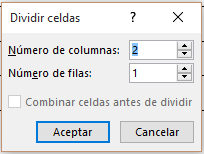 Dividir celdas
Número de columnas: 2
Número de filas: 1
Combinar celdas antes de dividir
Aceptar Cancelar